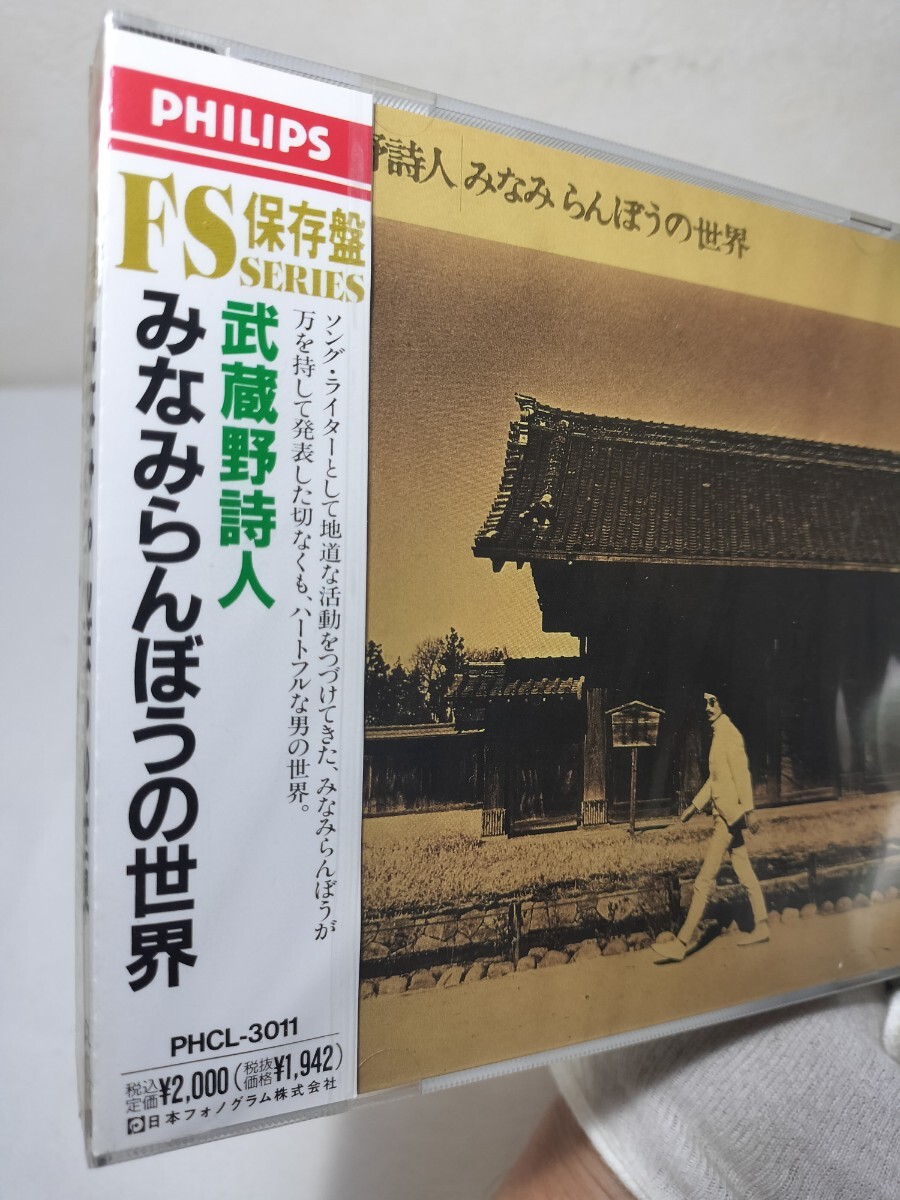 PHILIPS
FS 保存盤
SERIES
武蔵野詩人
みなみらんぼうの世界
ソング・ライターとして地道な活動をつづけてきた、みなみらんぼうが
万を持して発表した切なくも、ハートフルな男の世界。
PHCL-3011
税込定価¥2,000(税抜価格¥1,942)
日本フォノグラム株式会社
野詩人 みなみらんぼうの世界